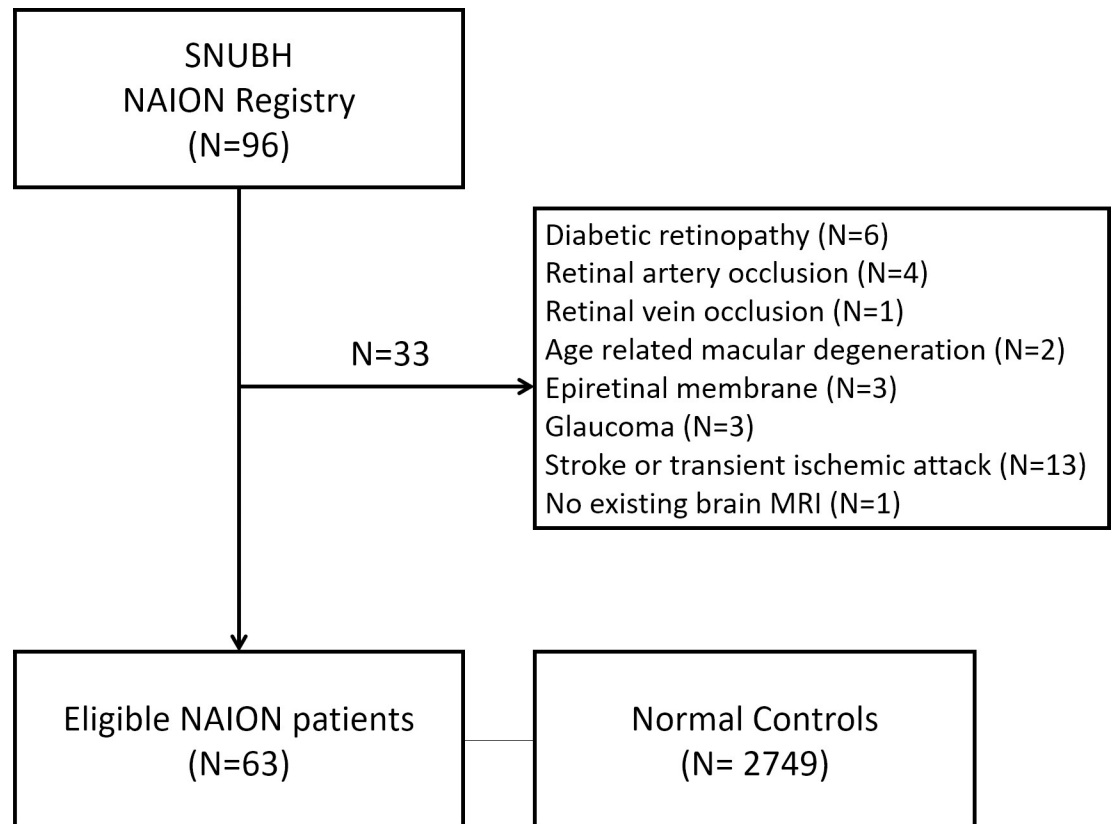 SNUBH
NAION Registry
(N=96)
Diabetic retinopathy (N=6)
Retinal artery occlusion (N=4)
Retinal vein occlusion (N=1)
Age related macular degeneration (N=2)
Epiretinal membrane (N=3)
Glaucoma (N=3)
Stroke or transient ischemic attack (N=13)
No existing brain MRI (N=1)
N=33
Eligible NAION patients
(N=63)
Normal Controls
(N= 2749)